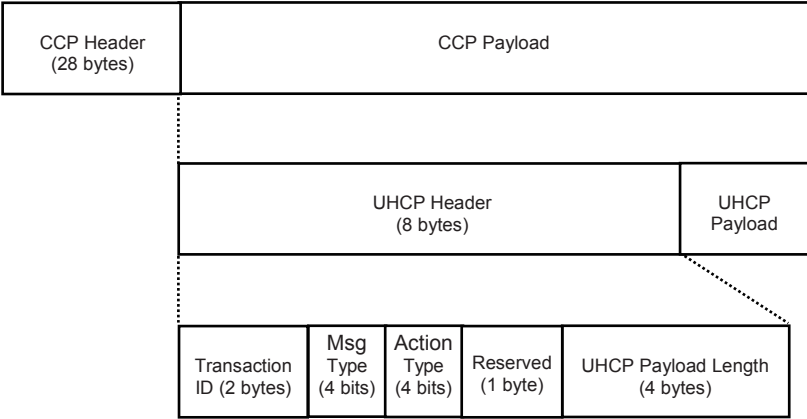 CCP Header
(28 bytes)
CCP Payload
UHCP Header
(8 bytes)
UHCP
Payload
Transaction
ID (2 bytes)
Msg
Type
(4 bits)
Action
Type
(4 bits)
Reserved
(1 byte)
UHCP Payload Length
(4 bytes)